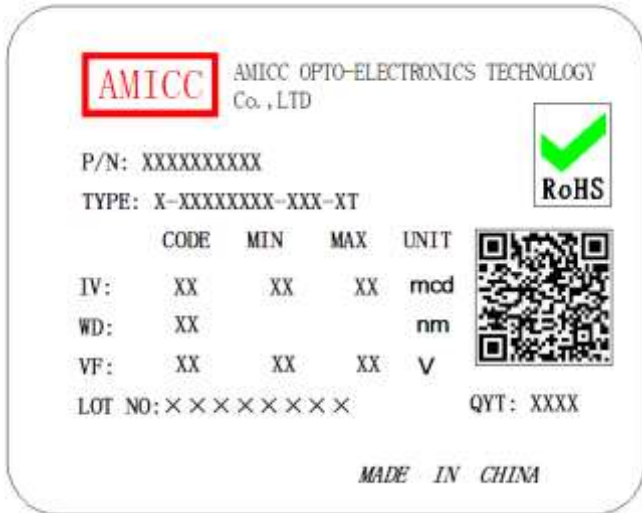 AMICC
AMICC OPTO-ELECTRONICS TECHNOLOGY
Co.,LTD
P/N: XXXXXXXXXX
RoHS
TYPE: X-XXXXXXXX-XXX-XT
CODE MIN MAX UNIT
IV: XX XX XX mcd
WD: XX nm
VF: XX XX XX V
LOT NO:×××××××× QYT: XXXX
MADE IN CHINA